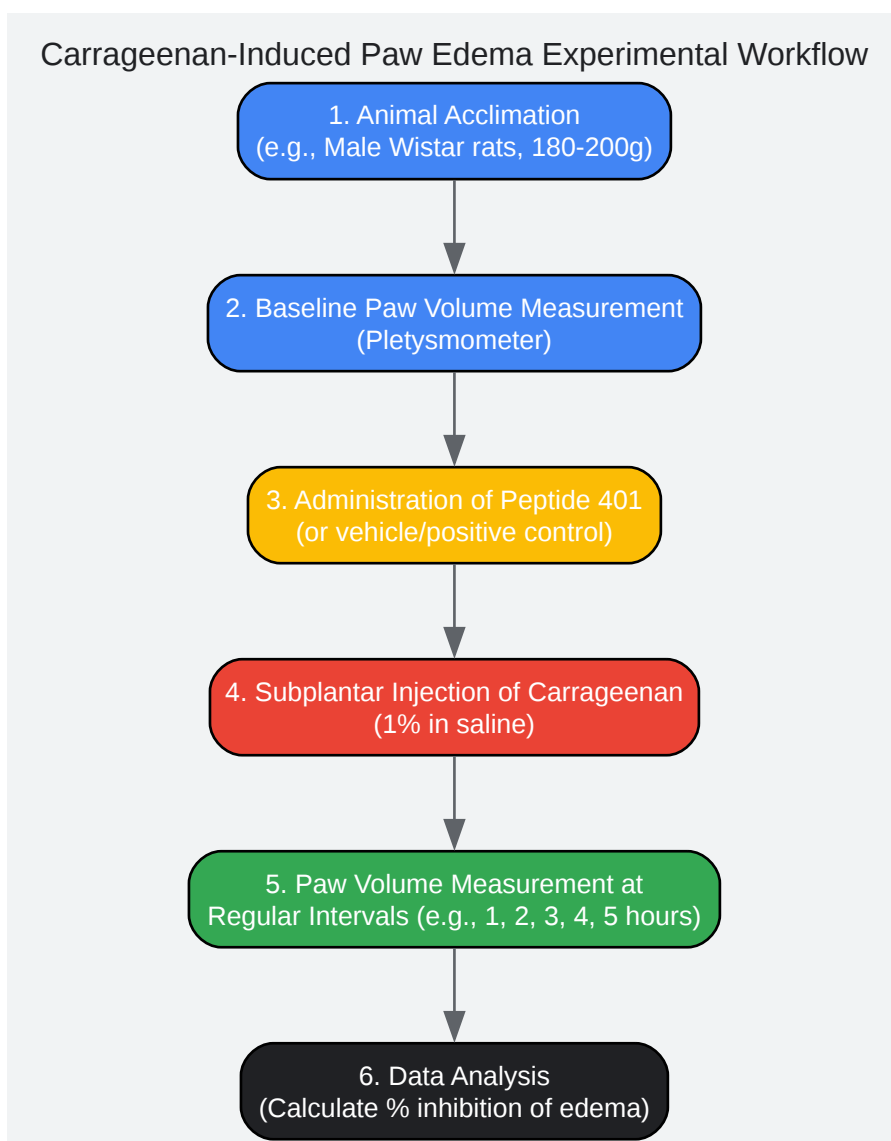 Carrageenan-Induced Paw Edema Experimental Workflow
1. Animal Acclimation
(e.g., Male Wistar rats, 180-200g)
2. Baseline Paw Volume Measurement
(Pletysmometer)
3. Administration of Peptide 401
(or vehicle/positive control)
4. Subplantar Injection of Carrageenan
(1% in saline)
5. Paw Volume Measurement at
Regular Intervals (e.g., 1, 2, 3, 4, 5 hours)
6. Data Analysis
(Calculate % inhibition of edema)